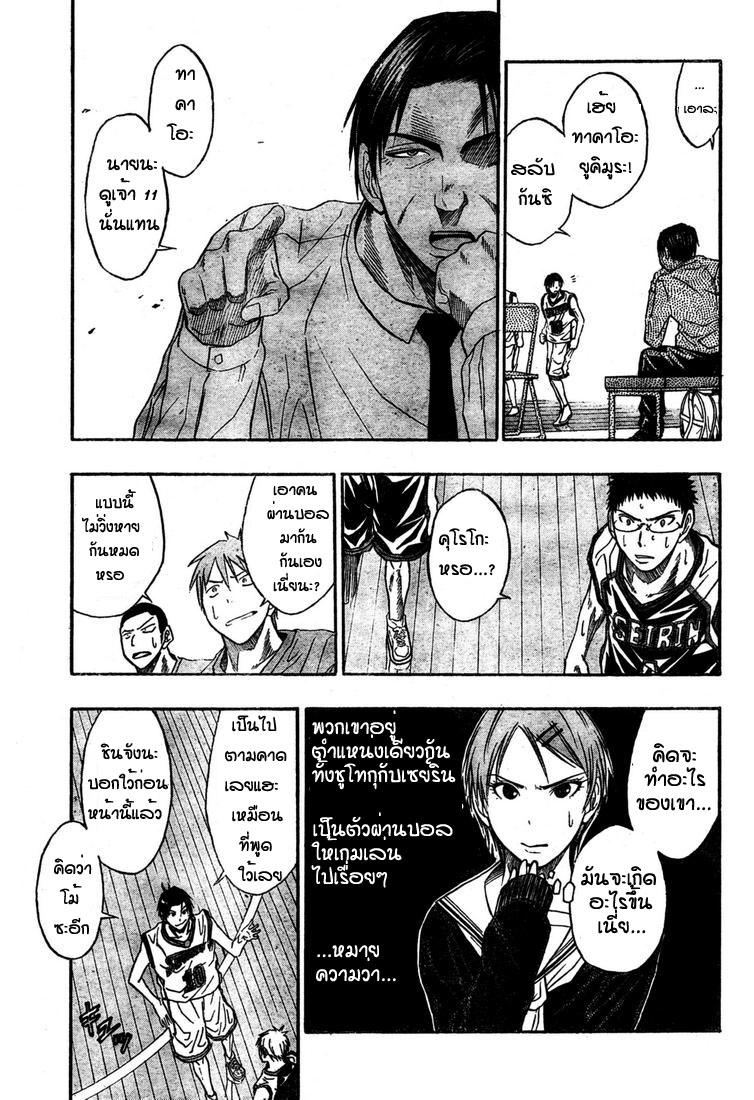 ...
เอาละ
เฮ้ย
ทาคาโอะ
ยูคิมูระ!
สลับ
กันซิ
ทา
คา
โอะ
นายนะ
ดูเจ้า 11
นั่นแทน
คุโรโกะ
หรอ...?
SEIRIN
เอาคน
ผ่านบอล
มากัน
กันเอง
เนี่ยนะ?
แบบนี้
ไม่วิ่งหาย
กันหมด
หรอ
คิดจะ
ทำอะไร
ของเขา...
มันจะเกิด
อะไรขึ้น
เนี่ย...
พวกเขาอยู่
ตำแหน่งเดียวกัน
ทั้งชูโทกุกับเซย์ริน
เป็นตัวผ่านบอล
ให้เกมเล่น
ไปเรื่อยๆ
...หมาย
ความว่า...
เป็นไป
ตามคาด
เลยแฮะ
เหมือน
ที่พูด
ไว้เลย
ชินจังนะ
บอกไว้ก่อน
หน้านี้แล้ว
คิดว่า
โม้
ซะอีก
10
キュッ